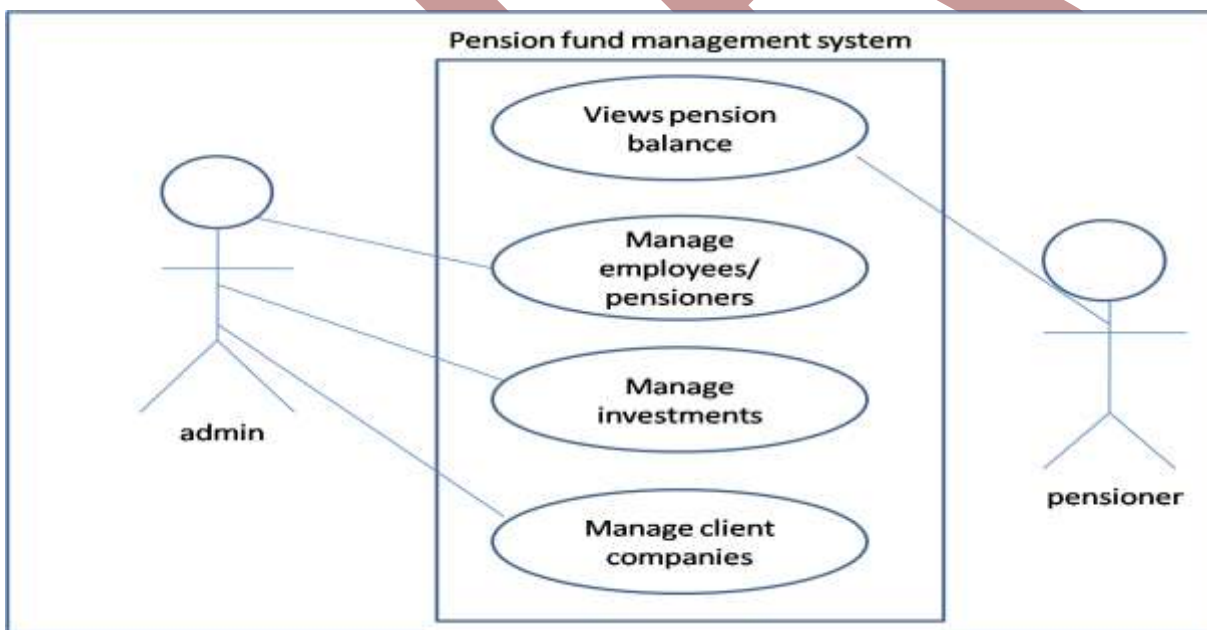 Pension fund management system
Views pension
balance
Manage
employees/
pensioners
Manage
investments
Manage client
companies
admin
pensioner